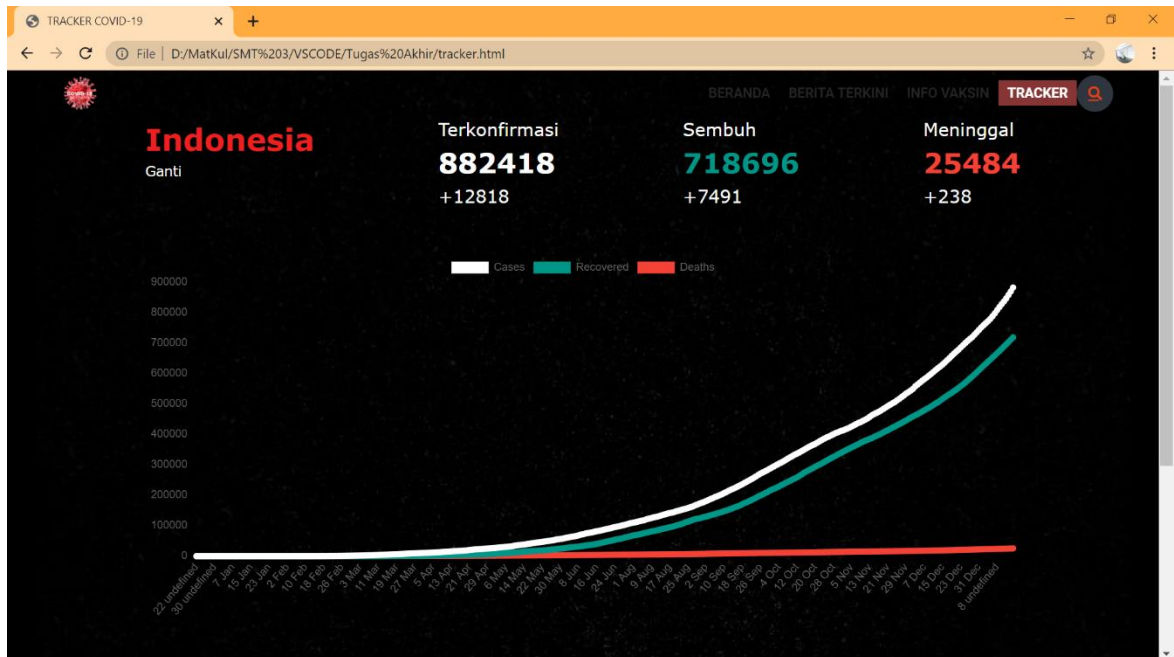 TRACKER COVID-19
File | D:/MatKul/SMT%203/VSCODE/Tugas%20Akhir/tracker.html
BERANDA BERITA TERKINI INFO VAKSIN TRACKER
Indonesia
Ganti
Terkonfirmasi
882418
+12818
Sembuh
718696
+7491
Meninggal
25484
+238
Cases Recovered Deaths
900000
800000
700000
600000
500000
400000
300000
200000
100000
0
22 undefined
30 undefined
7 Jan
15 Jan
23 Jan
2 Feb
10 Feb
18 Feb
26 Feb
3 Mar
11 Mar
19 Mar
27 Mar
5 Apr
13 Apr
21 Apr
29 Apr
6 May
14 May
22 May
30 May
8 Jun
16 Jun
24 Jun
1 Aug
9 Aug
17 Aug
25 Aug
2 Sep
10 Sep
18 Sep
26 Sep
4 Oct
12 Oct
20 Oct
28 Oct
5 Nov
13 Nov
21 Nov
29 Nov
7 Dec
15 Dec
23 Dec
31 Dec
8 undefined